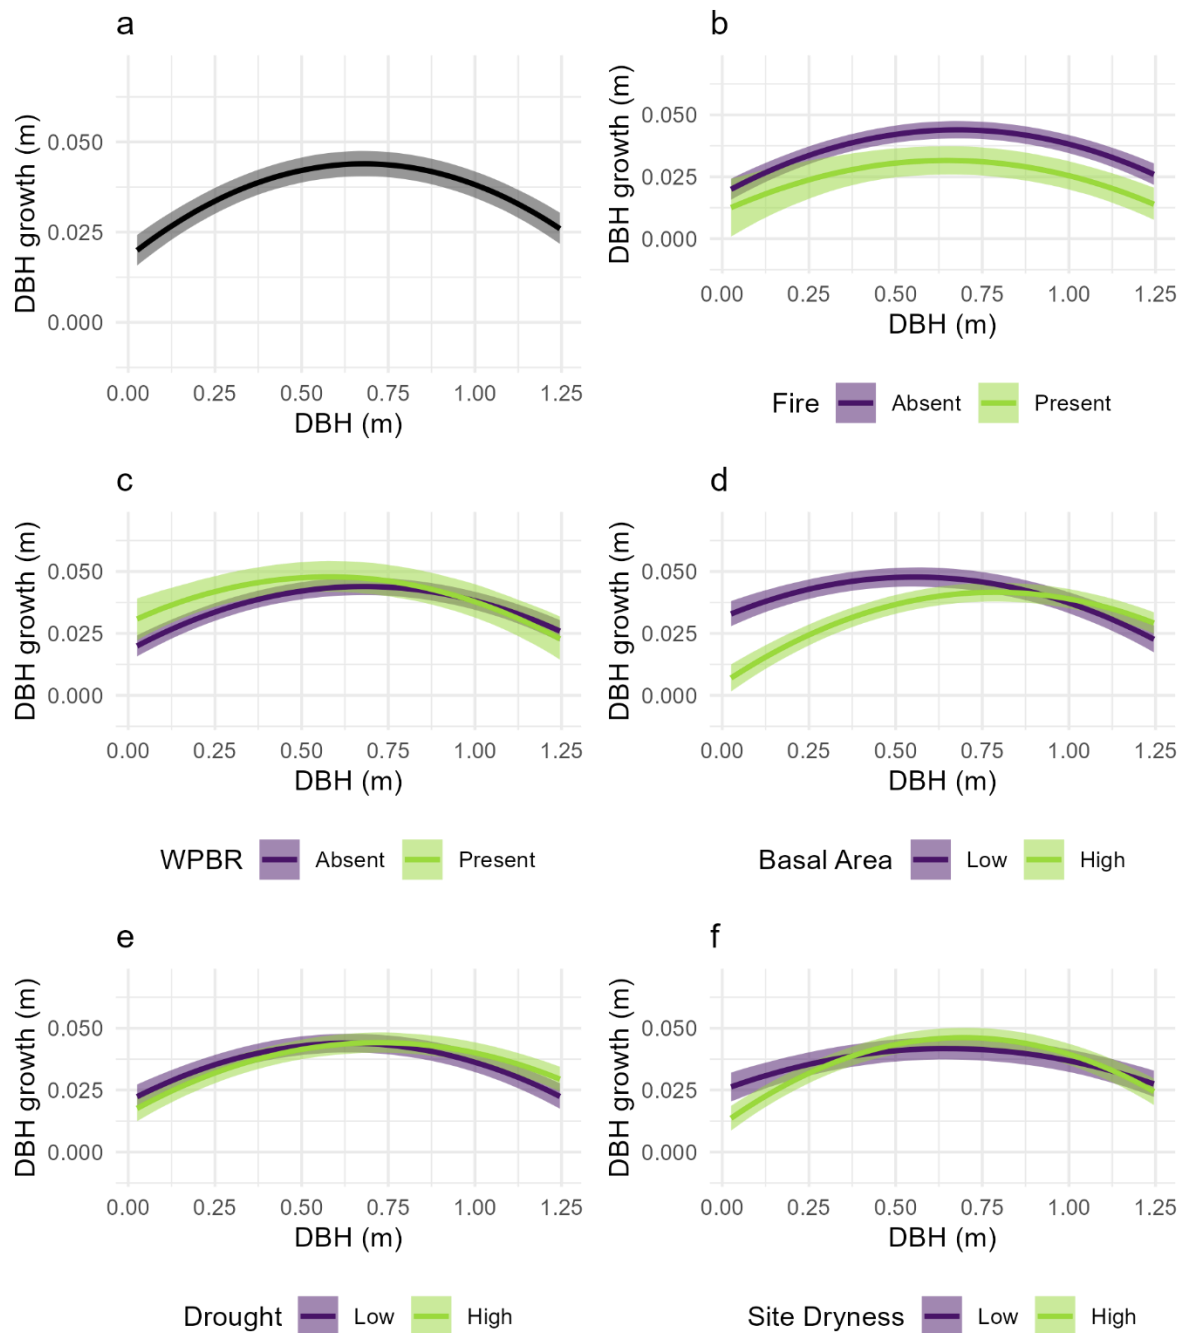 a
DBH growth (m)
0.050
0.025
0.000
0.00 0.25 0.50 0.75 1.00 1.25
DBH (m)
b
DBH growth (m)
0.050
0.025
0.000
0.00 0.25 0.50 0.75 1.00 1.25
DBH (m)
Fire Absent Present
c
DBH growth (m)
0.050
0.025
0.000
0.00 0.25 0.50 0.75 1.00 1.25
DBH (m)
WPBR Absent Present
d
DBH growth (m)
0.050
0.025
0.000
0.00 0.25 0.50 0.75 1.00 1.25
DBH (m)
Basal Area Low High
e
DBH growth (m)
0.050
0.025
0.000
0.00 0.25 0.50 0.75 1.00 1.25
DBH (m)
Drought Low High
f
DBH growth (m)
0.050
0.025
0.000
0.00 0.25 0.50 0.75 1.00 1.25
DBH (m)
Site Dryness Low High